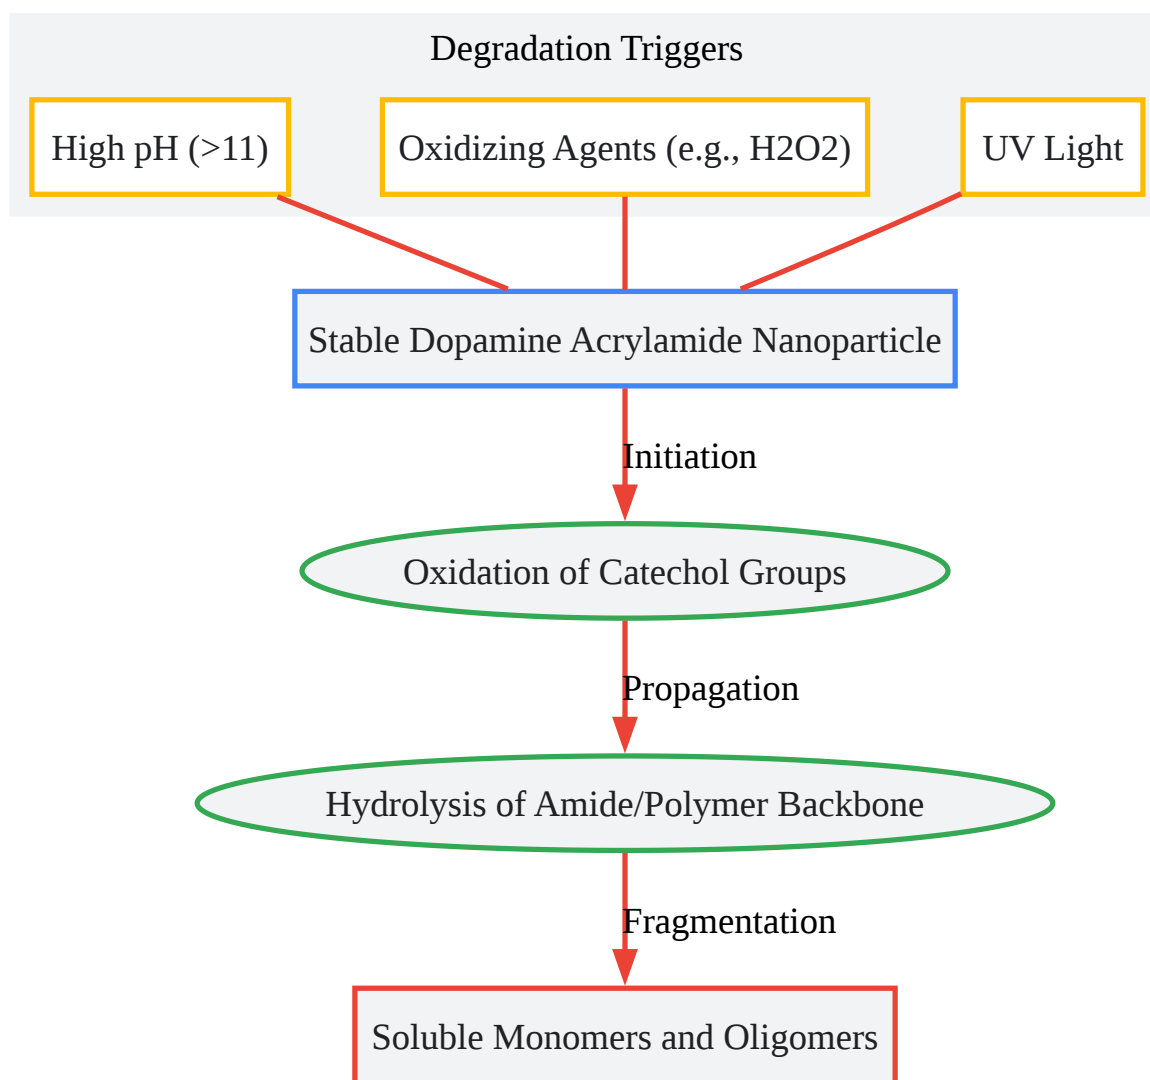 Degradation Triggers
High pH (>11)
Oxidizing Agents (e.g., H2O2)
UV Light
Stable Dopamine Acrylamide Nanoparticle
Initiation
Oxidation of Catechol Groups
Propagation
Hydrolysis of Amide/Polymer Backbone
Fragmentation
Soluble Monomers and Oligomers